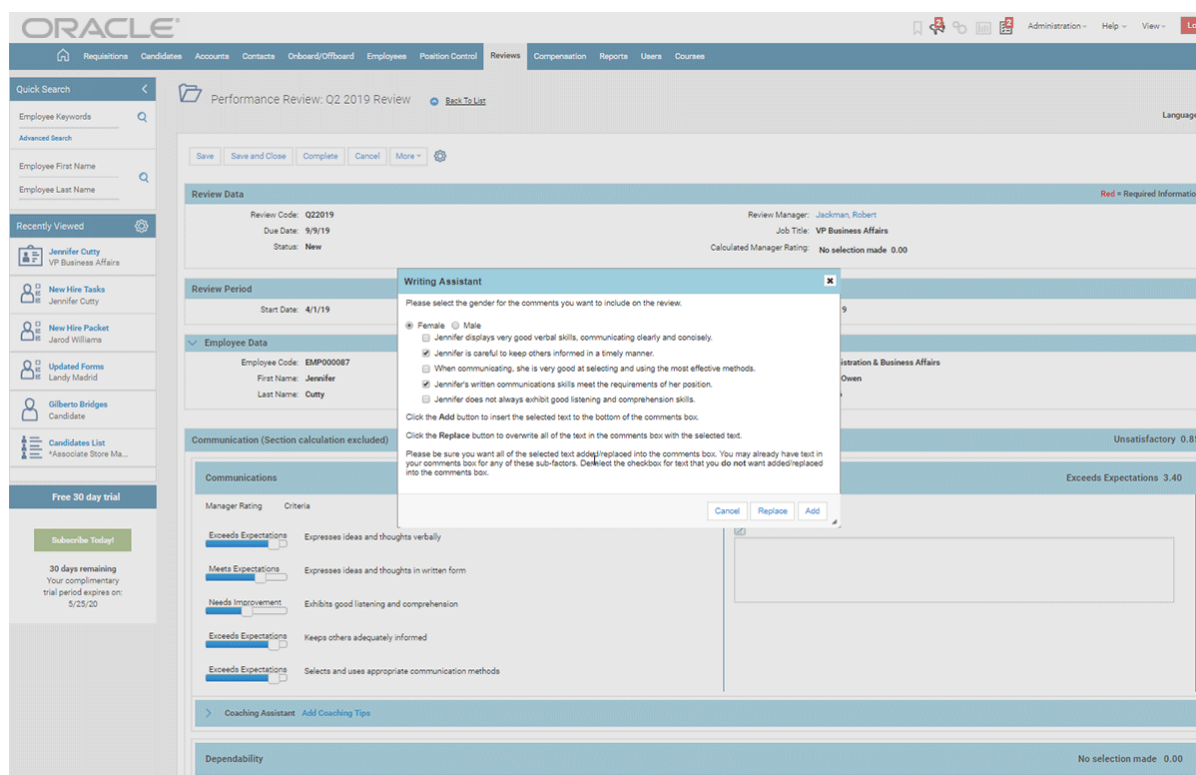 ORACLE
2
2
Administration
Help
View
Requisitions
Candidates
Accounts
Contacts
Onboard/Offboard
Employees
Position Control
Reviews
Compensation
Reports
Users
Courses
Quick Search
Employee Keywords
Advanced Search
Employee First Name
Employee Last Name
Recently Viewed
Jennifer Cutty
VP Business Affairs
New Hire Tasks
Jennifer Cutty
New Hire Packet
Jarod Williams
Updated Forms
Landy Madrid
Gilberto Bridges
Candidate
Candidates List
*Associate Store Ma...
Free 30 day trial
Subscribe Today!
30 days remaining
Your complimentary
trial period expires on:
5/25/20
Performance Review: Q2 2019 Review
Back To List
Language
Save
Save and Close
Complete
Cancel
More
Review Data
Red = Required Informatio
Review Code: Q22019
Due Date: 9/9/19
Status: New
Review Manager: Jackman, Robert
Job Title: VP Business Affairs
Calculated Manager Rating: No selection made 0.00
Review Period
Start Date: 4/1/19
9
Employee Data
Employee Code: EMP000087
First Name: Jennifer
Last Name: Cutty
istration & Business Affairs
Owen
Writing Assistant
Please select the gender for the comments you want to include on the review.
Female Male
Jennifer displays very good verbal skills, communicating clearly and concisely.
Jennifer is careful to keep others informed in a timely manner.
When communicating, she is very good at selecting and using the most effective methods.
Jennifer's written communications skills meet the requirements of her position.
Jennifer does not always exhibit good listening and comprehension skills.
Click the Add button to insert the selected text to the bottom of the comments box.
Click the Replace button to overwrite all of the text in the comments box with the selected text.
Please be sure you want all of the selected text added/replaced into the comments box. You may already have text in
your comments box for any of these sub-factors. Deselect the checkbox for text that you do not want added/replaced
into the comments box.
Cancel
Replace
Add
Communication (Section calculation excluded)
Unsatisfactory 0.85
Communications
Exceeds Expectations 3.40
Manager Rating
Criteria
Exceeds Expectations
Expresses ideas and thoughts verbally
Meets Expectations
Expresses ideas and thoughts in written form
Needs Improvement
Exhibits good listening and comprehension
Exceeds Expectations
Keeps others adequately informed
Exceeds Expectations
Selects and uses appropriate communication methods
Coaching Assistant Add Coaching Tips
Dependability
No selection made 0.00